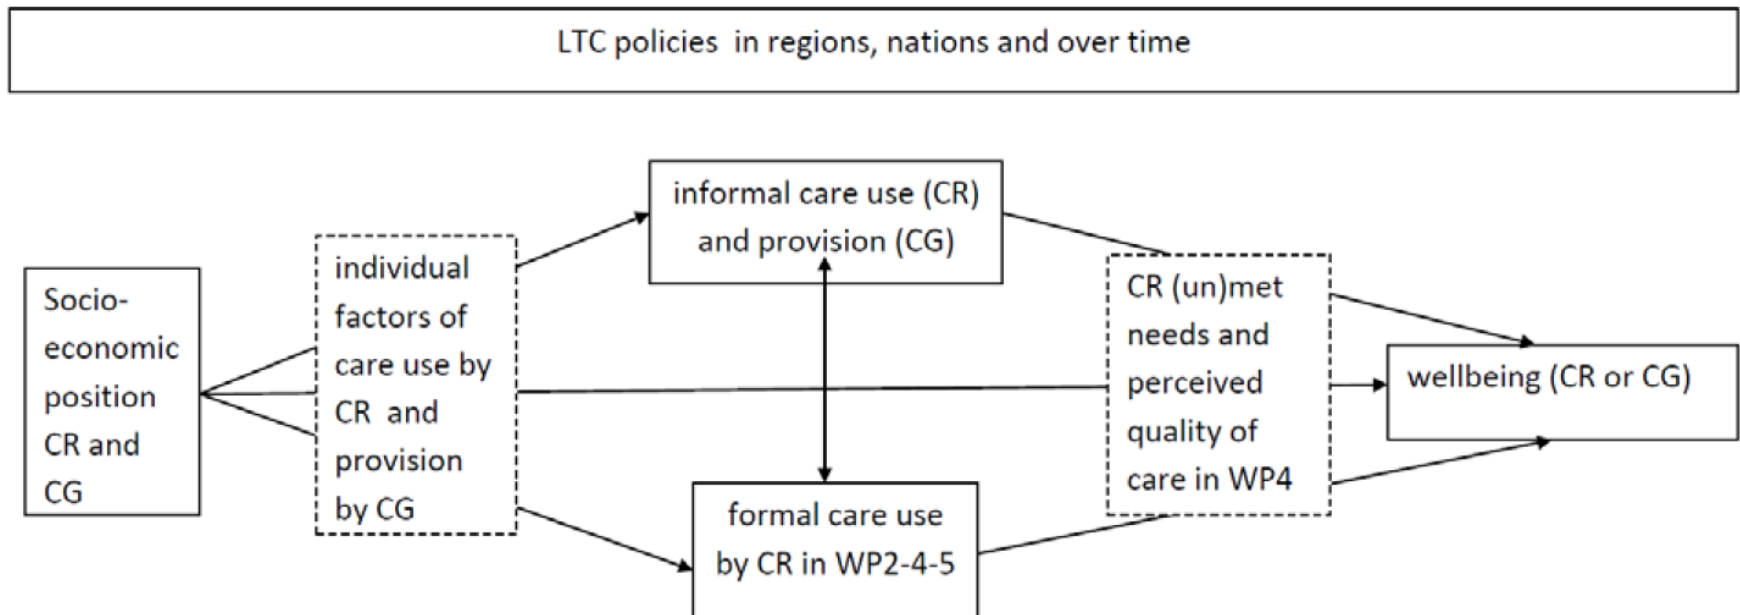 LTC policies in regions, nations and over time
informal care use (CR)
and provision (CG)
individual
factors of
care use by
CR and
provision
by CG
Socio-
economic
position
CR and
CG
CR (un)met
needs and
perceived
quality of
care in WP4
wellbeing (CR or CG)
formal care use
by CR in WP2-4-5